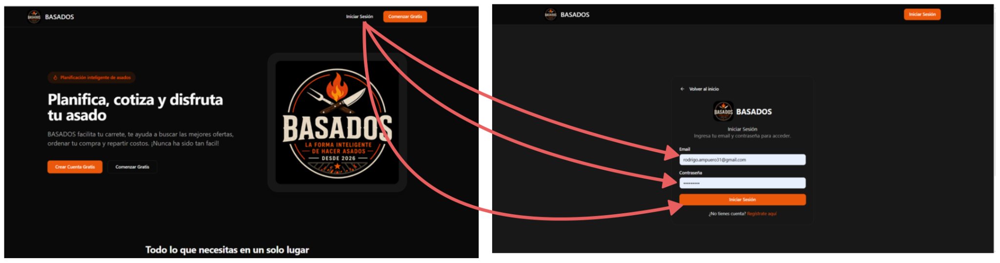 BASADOS BASADOS
Iniciar Sesión
Comenzar Gratis
Planificación inteligente de asados
Planifica, cotiza y disfruta
tu asado
BASADOS facilita tu carrete, te ayuda a buscar las mejores ofertas,
ordenar tu compra y repartir costos. ¡Nunca ha sido tan facil!
Crear Cuenta Gratis
Comenzar Gratis
BASADOS
LA FORMA INTELIGENTE
DE HACER ASADOS
DESDE 2026
Todo lo que necesitas en un solo lugar
BASADOS BASADOS
Iniciar Sesión
Volver al inicio
BASADOS BASADOS
Iniciar Sesión
Ingresa tu email y contraseña para acceder.
Email
rodrigo.ampuero31@gmail.com
Contraseña
•••••••••
Iniciar Sesión
¿No tienes cuenta? Regístrate aquí